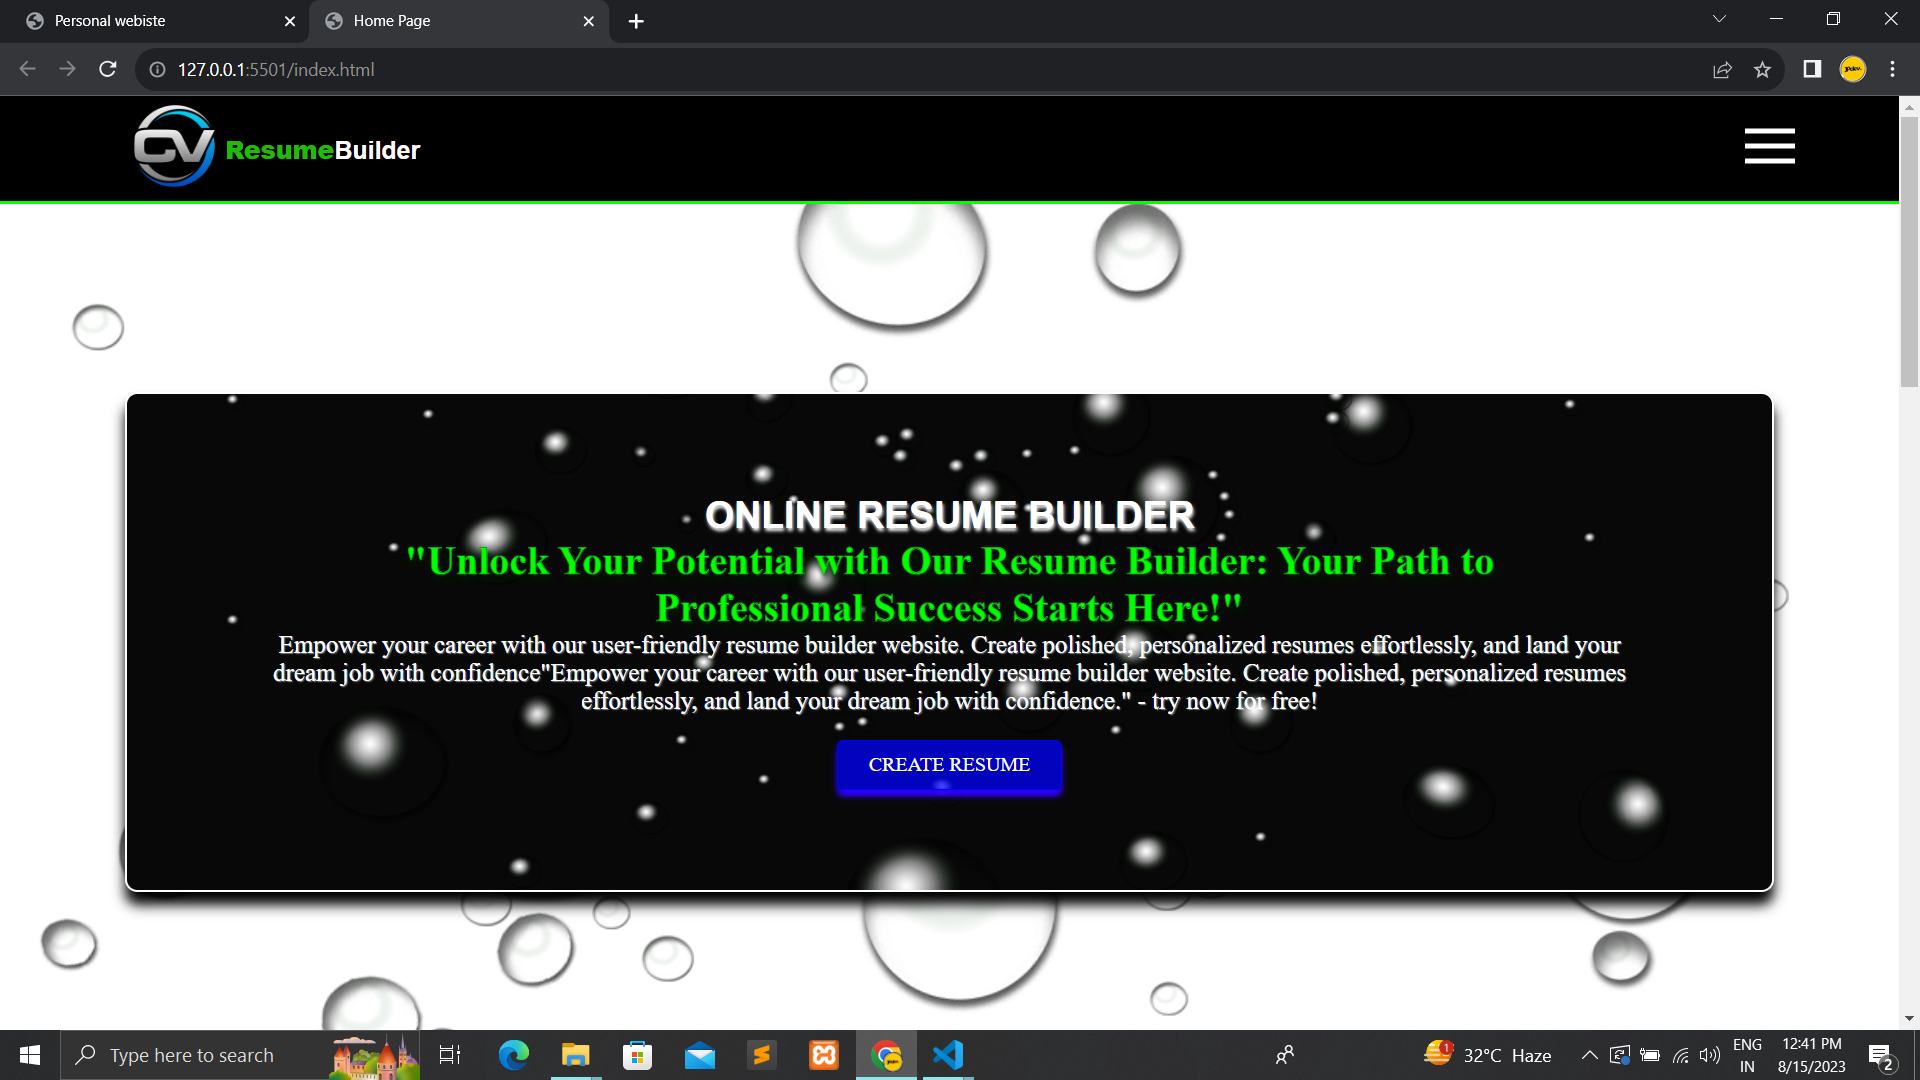 Personal webiste
Home Page
127.0.0.1:5501/index.html
CV ResumeBuilder
ONLINE RESUME BUILDER
"Unlock Your Potential with Our Resume Builder: Your Path to
Professional Success Starts Here!"
Empower your career with our user-friendly resume builder website. Create polished, personalized resumes effortlessly, and land your
dream job with confidence"Empower your career with our user-friendly resume builder website. Create polished, personalized resumes
effortlessly, and land your dream job with confidence." - try now for free!
CREATE RESUME
Type here to search
1
32°C Haze
ENG
IN
12:41 PM
8/15/2023
2